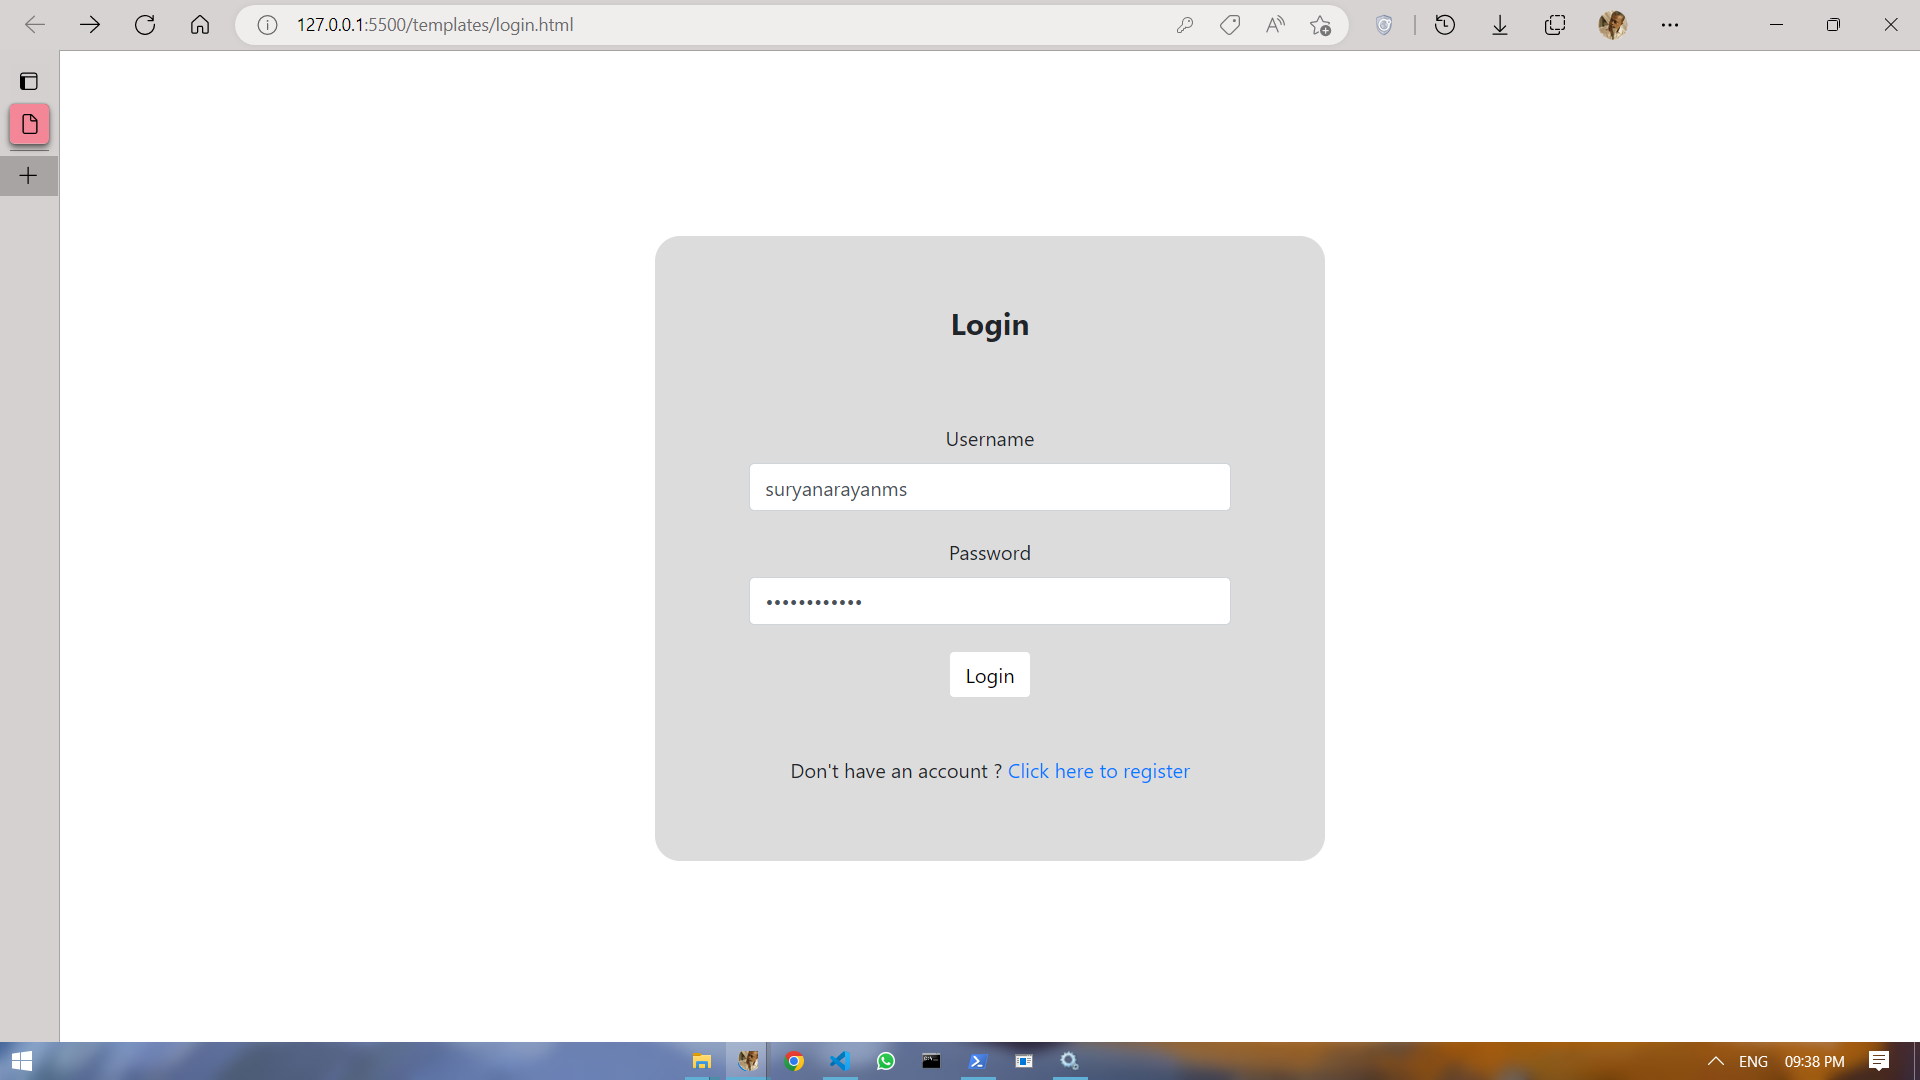 127.0.0.1:5500/templates/login.html
Login
Username
suryanarayanms
Password
••••••••••••
Login
Don't have an account ? Click here to register
ENG 09:38 PM